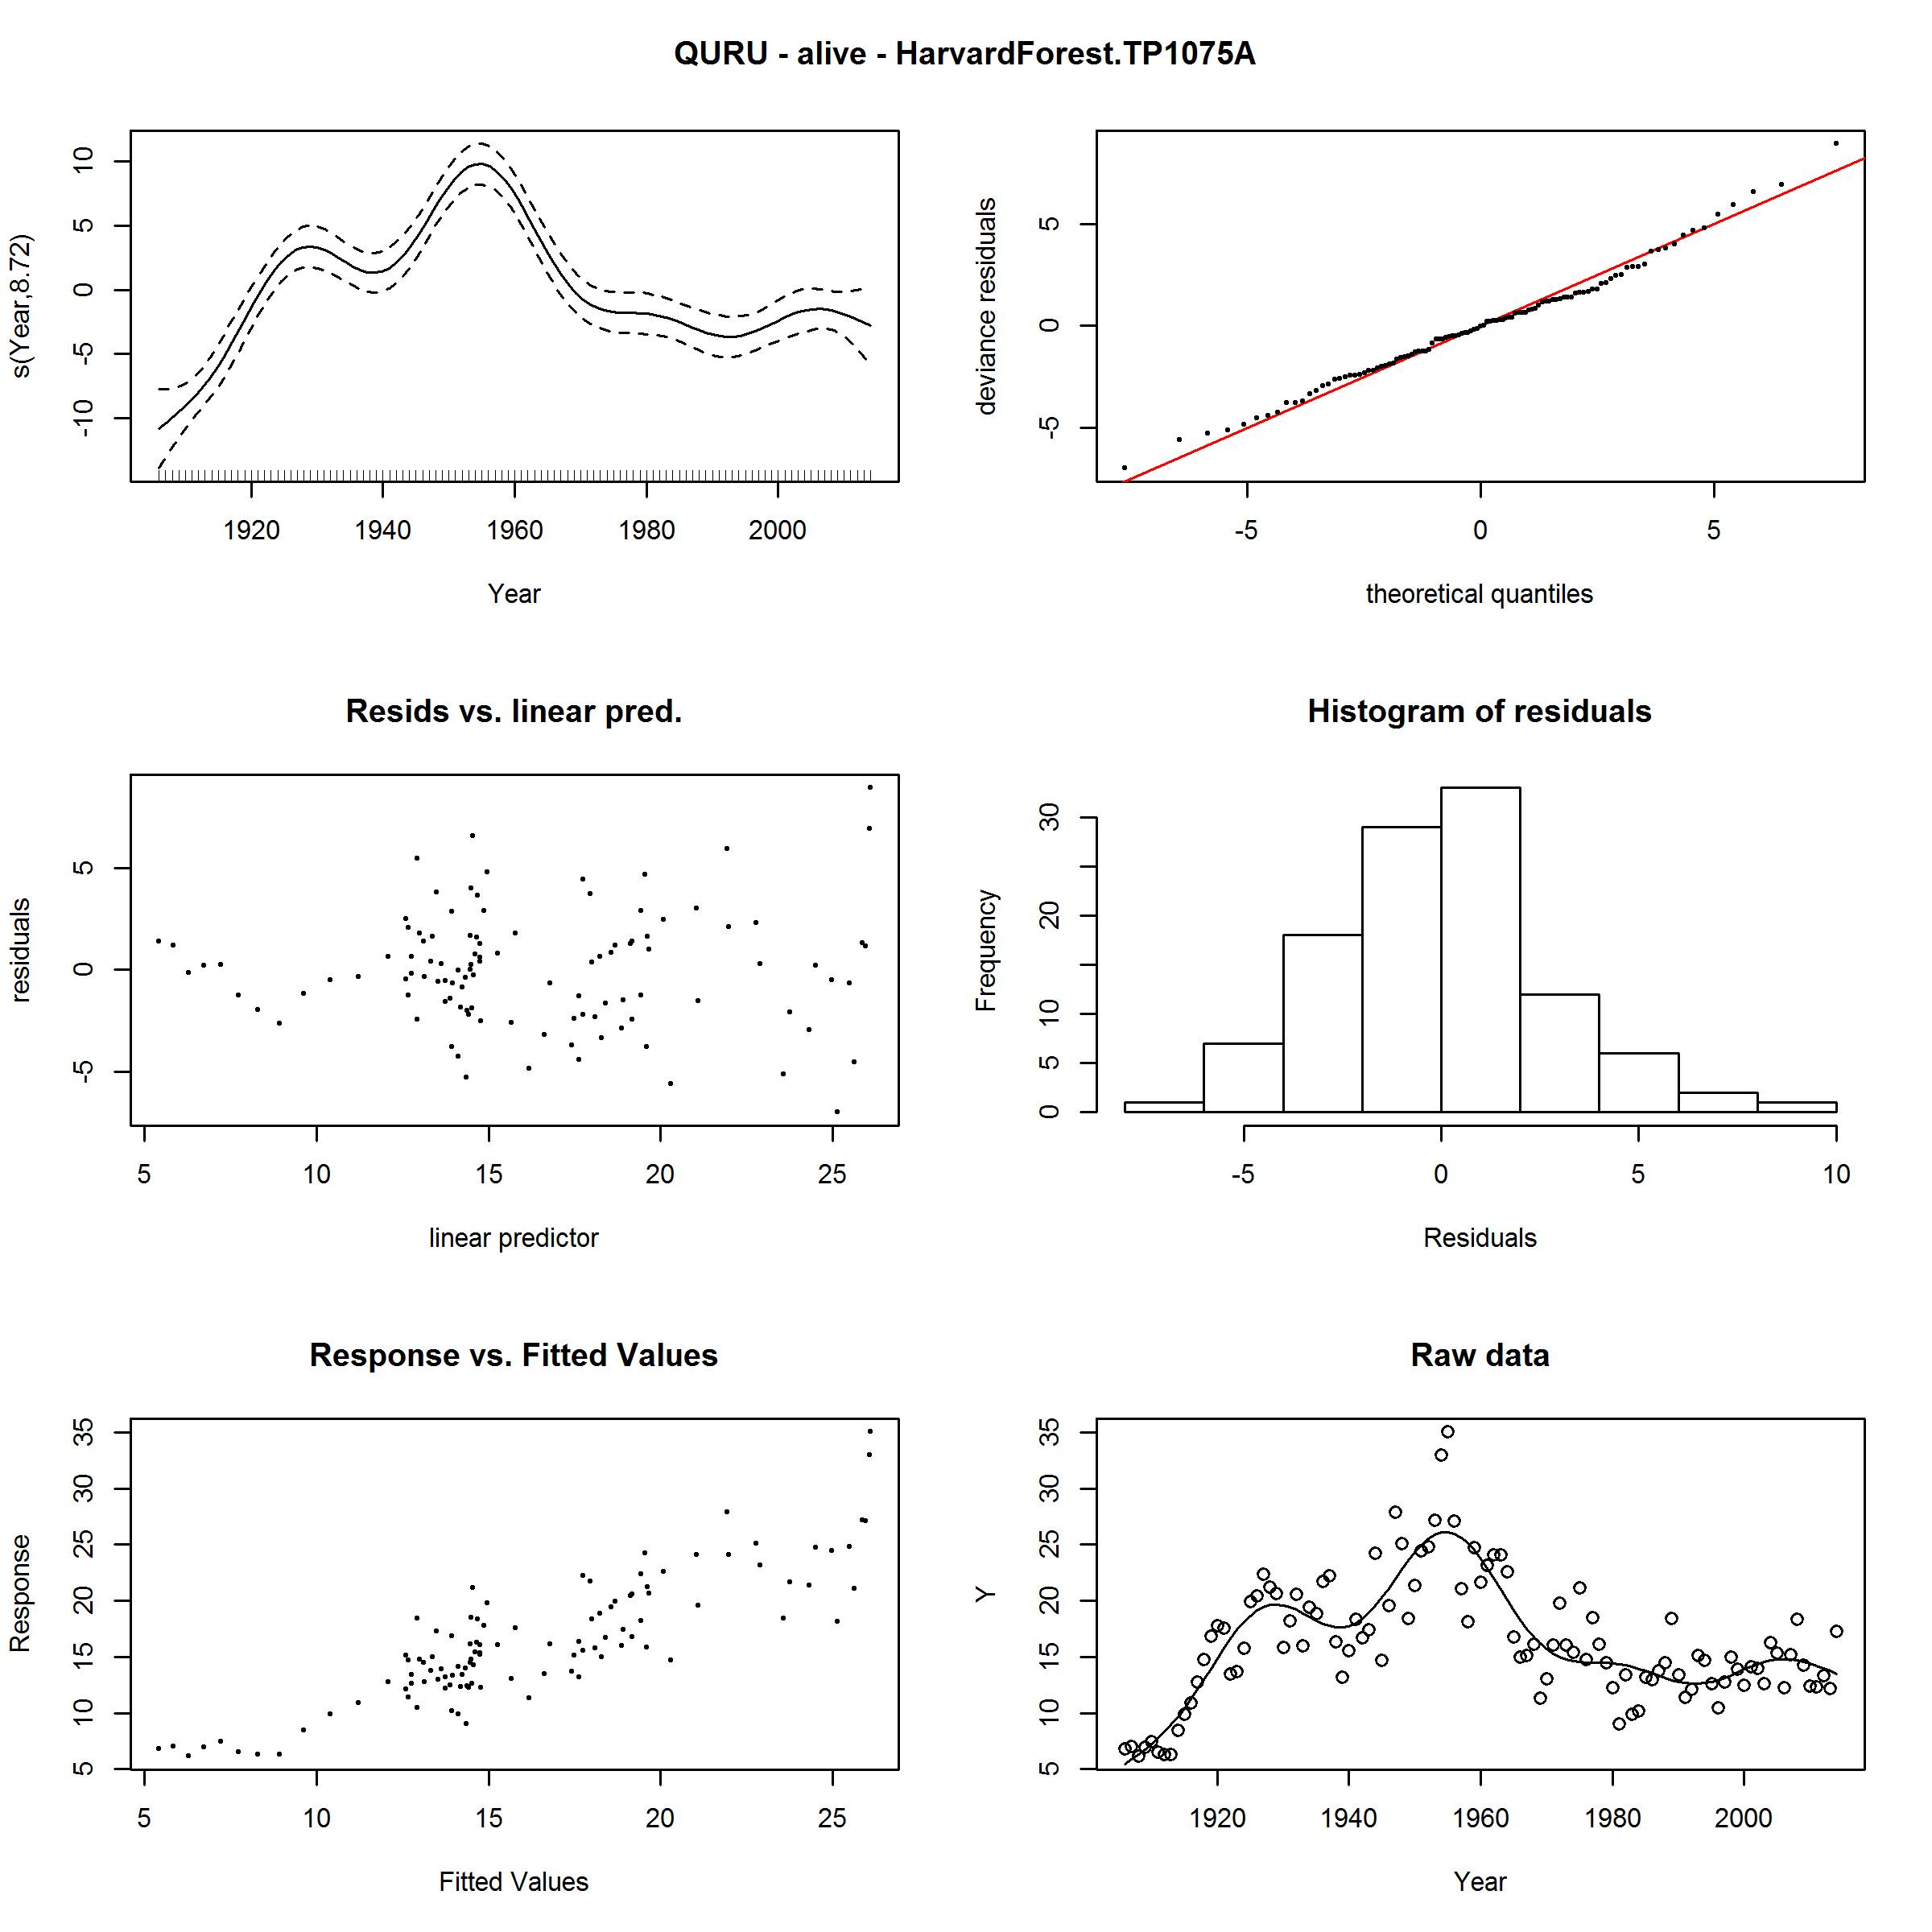 QURU - alive - HarvardForest.TP1075A
s(Year,8.72)
10
5
0
-5
-10
1920 1940 1960 1980 2000
Year
deviance residuals
5
0
-5
-5 0 5
theoretical quantiles
Resids vs. linear pred.
residuals
5
0
-5
5 10 15 20 25
linear predictor
Histogram of residuals
Frequency
30
20
10
5
0
-5 0 5 10
Residuals
Response vs. Fitted Values
Response
35
30
25
20
15
10
5
5 10 15 20 25
Fitted Values
Raw data
Y
35
30
25
20
15
10
5
1920 1940 1960 1980 2000
Year